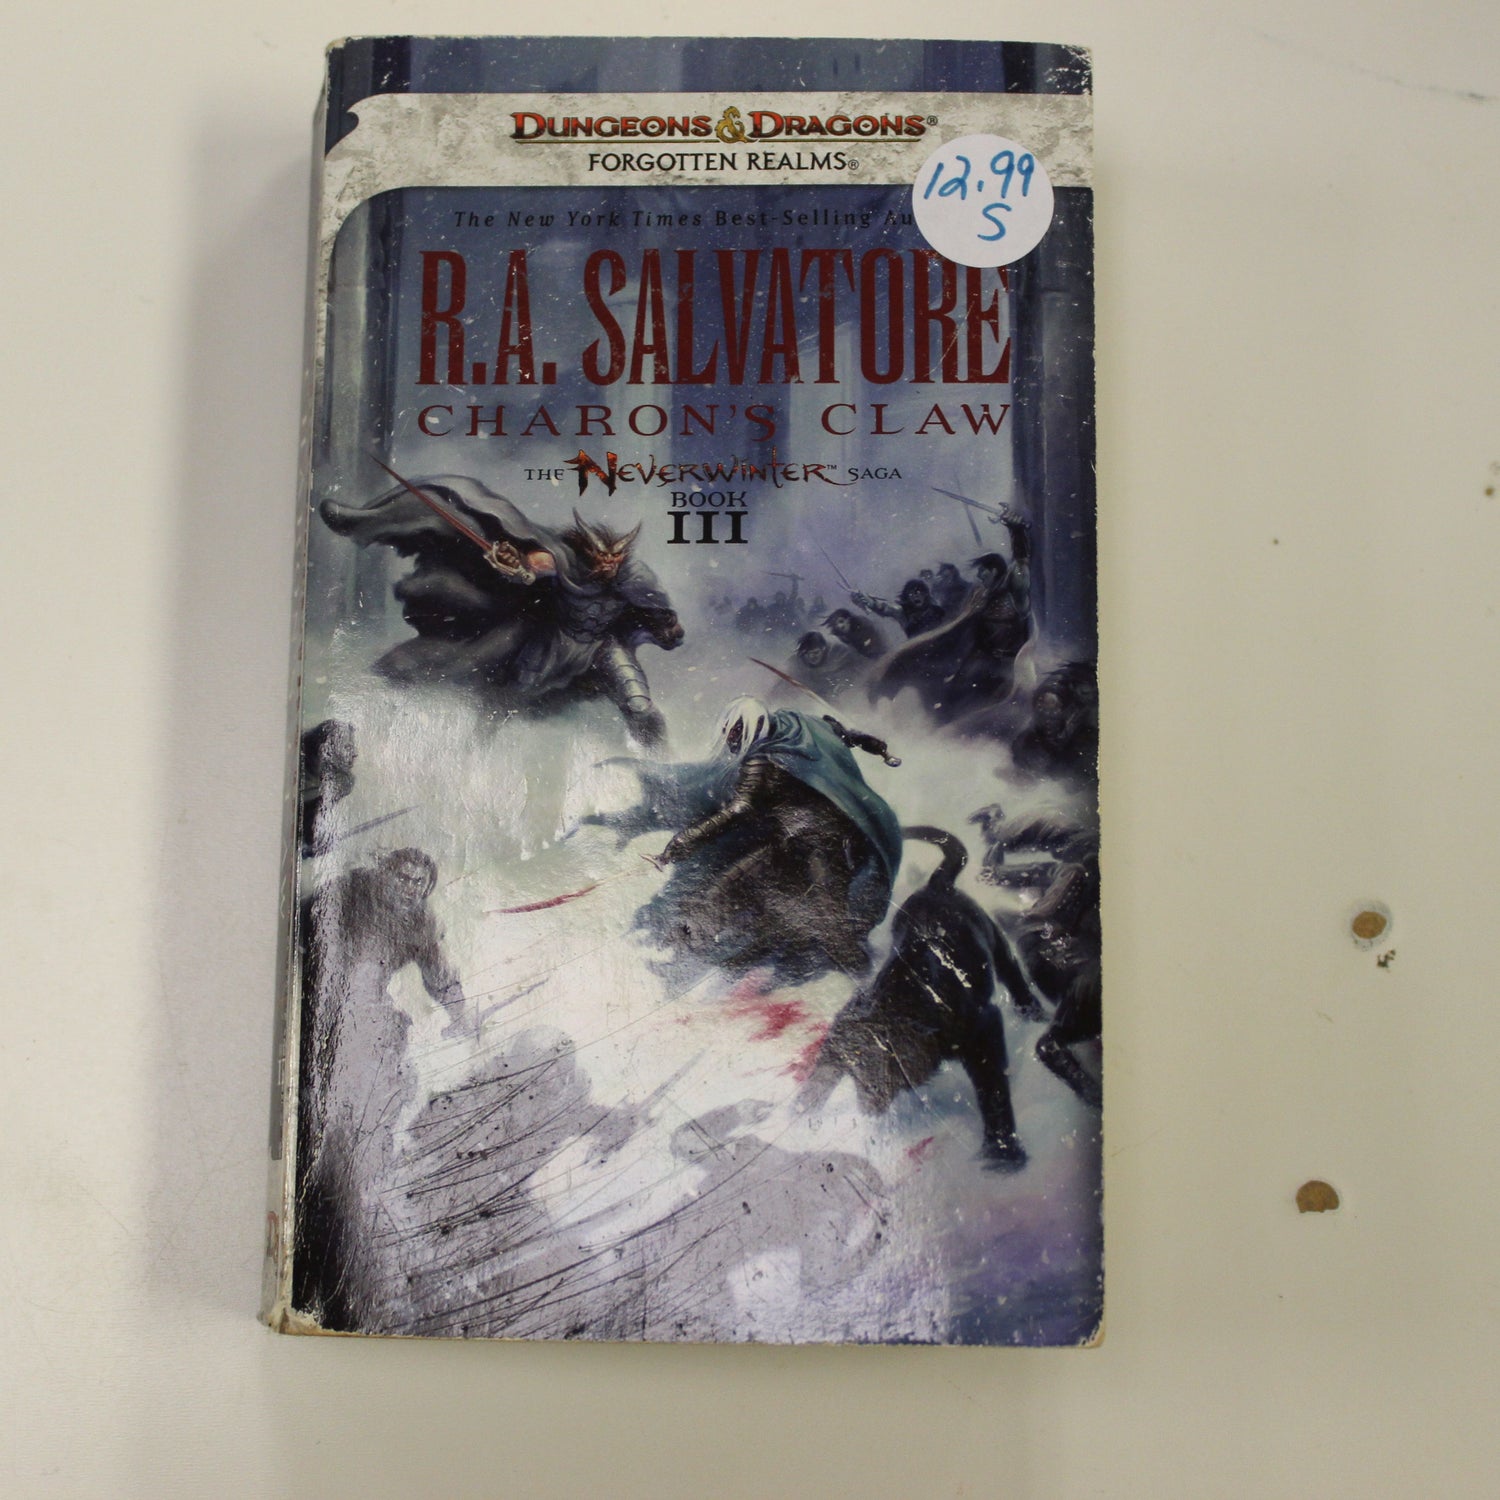 DUNGEONS & DRAGONS®
FORGOTTEN REALMS®
12.99
S
The New York Times Best-Selling Au
R.A. SALVATORE
CHARON'S CLAW
THE NEVERWINTER™ SAGA
BOOK
III